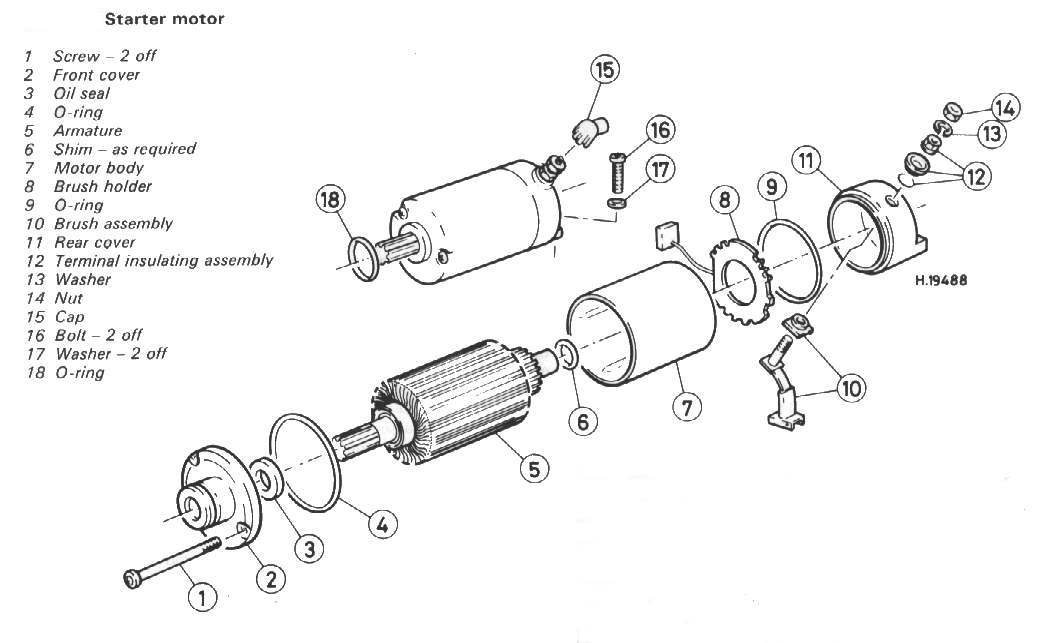 Starter motor
1 Screw – 2 off
2 Front cover
3 Oil seal
4 O-ring
5 Armature
6 Shim – as required
7 Motor body
8 Brush holder
9 O-ring
10 Brush assembly
11 Rear cover
12 Terminal insulating assembly
13 Washer
14 Nut
15 Cap
16 Bolt – 2 off
17 Washer – 2 off
18 O-ring
15
14
16
13
17
11
12
18
9
8
H.19488
10
7
6
5
4
3
2
1